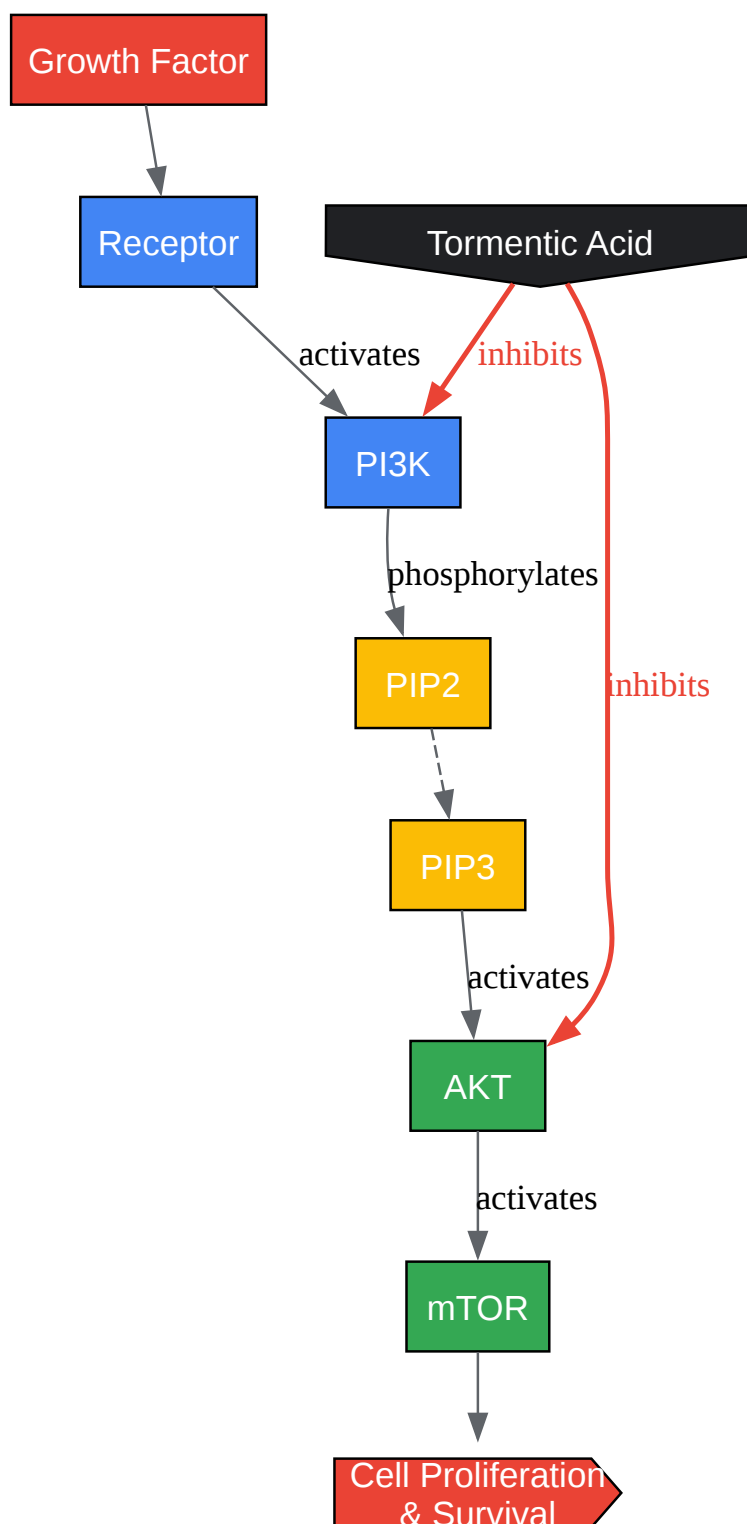 Growth Factor
Receptor
Tormentic Acid
activates
inhibits
PI3K
phosphorylates
PIP2
inhibits
PIP3
activates
AKT
activates
mTOR
Cell Proliferation
& Survival